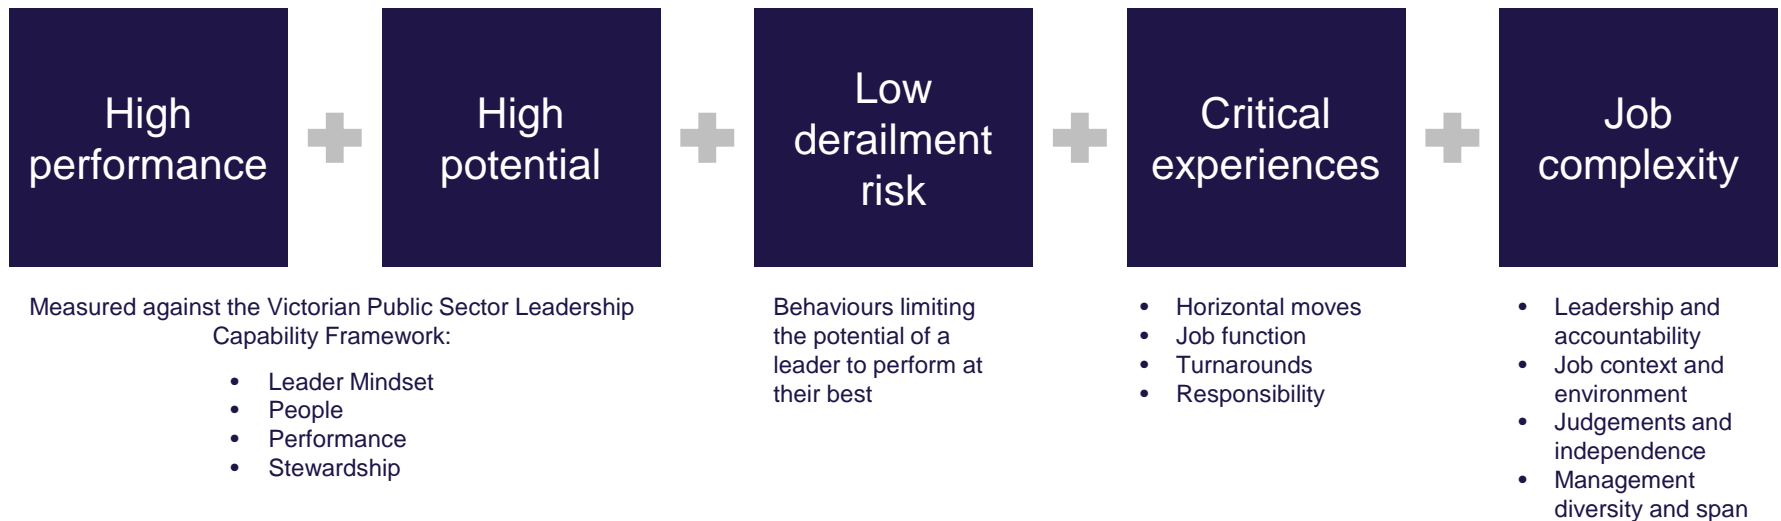 High
performance
High
potential
Low
derailment
risk
Critical
experiences
Job
complexity
Measured against the Victorian Public Sector Leadership
Capability Framework:
• Leader Mindset
• People
• Performance
• Stewardship
Behaviours limiting
the potential of a
leader to perform at
their best
• Horizontal moves
• Job function
• Turnarounds
• Responsibility
• Leadership and
accountability
• Job context and
environment
• Judgements and
independence
• Management
diversity and span